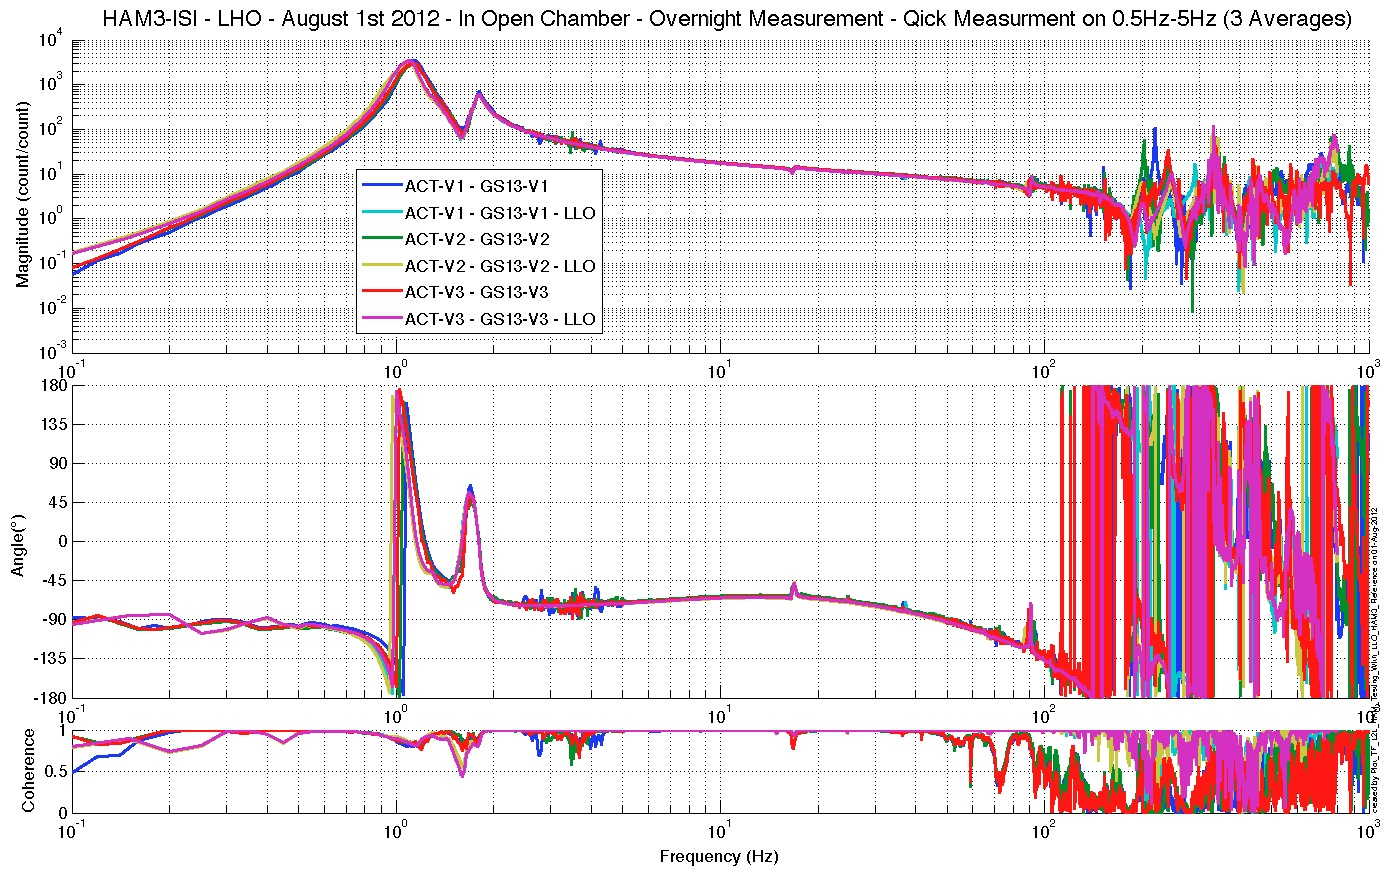 HAM3-ISI - LHO - August 1st 2012 - In Open Chamber - Overnight Measurement - Qick Measurment on 0.5Hz-5Hz (3 Averages)
Magnitude (count/count)
10^4
10^3
10^2
10^1
10^0
10^-1
10^-2
10^-3
ACT-V1 - GS13-V1
ACT-V1 - GS13-V1 - LLO
ACT-V2 - GS13-V2
ACT-V2 - GS13-V2 - LLO
ACT-V3 - GS13-V3
ACT-V3 - GS13-V3 - LLO
10^-1 10^0 10^1 10^2 10^3
Angle(°)
180
135
90
45
0
-45
-90
-135
-180
10^-1 10^0 10^1 10^2
Coherence
1
0.5
0
10^-1 10^0 10^1 10^2 10^3
Frequency (Hz)